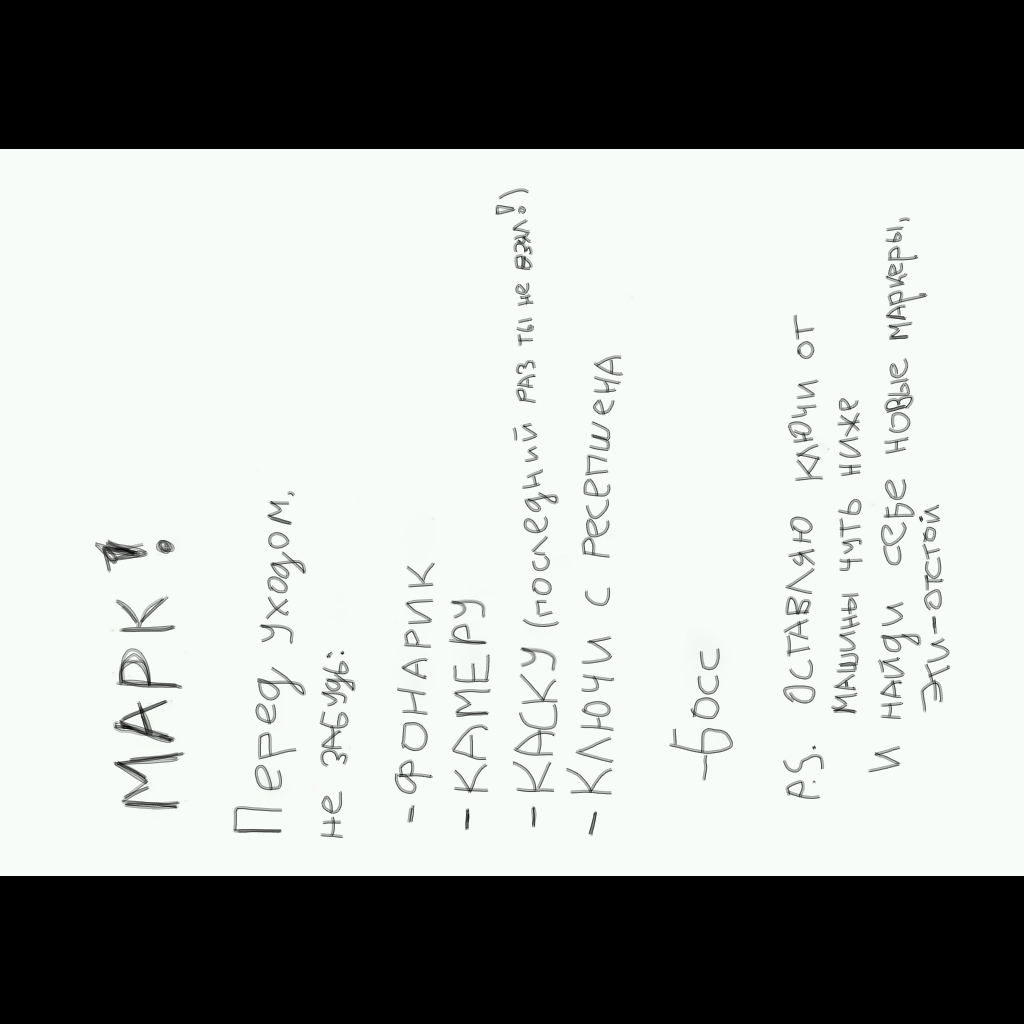 МАРК!
Перед уходом,
не забудь:
- ФОНАРИК
- КАМЕРУ
- КАСКУ (последний раз ты не взял!)
- Ключи с ресепшена
- Босс
P.S. Оставляю ключи от
машины чуть ниже
и найди себе новые маркеры,
эти - отстой